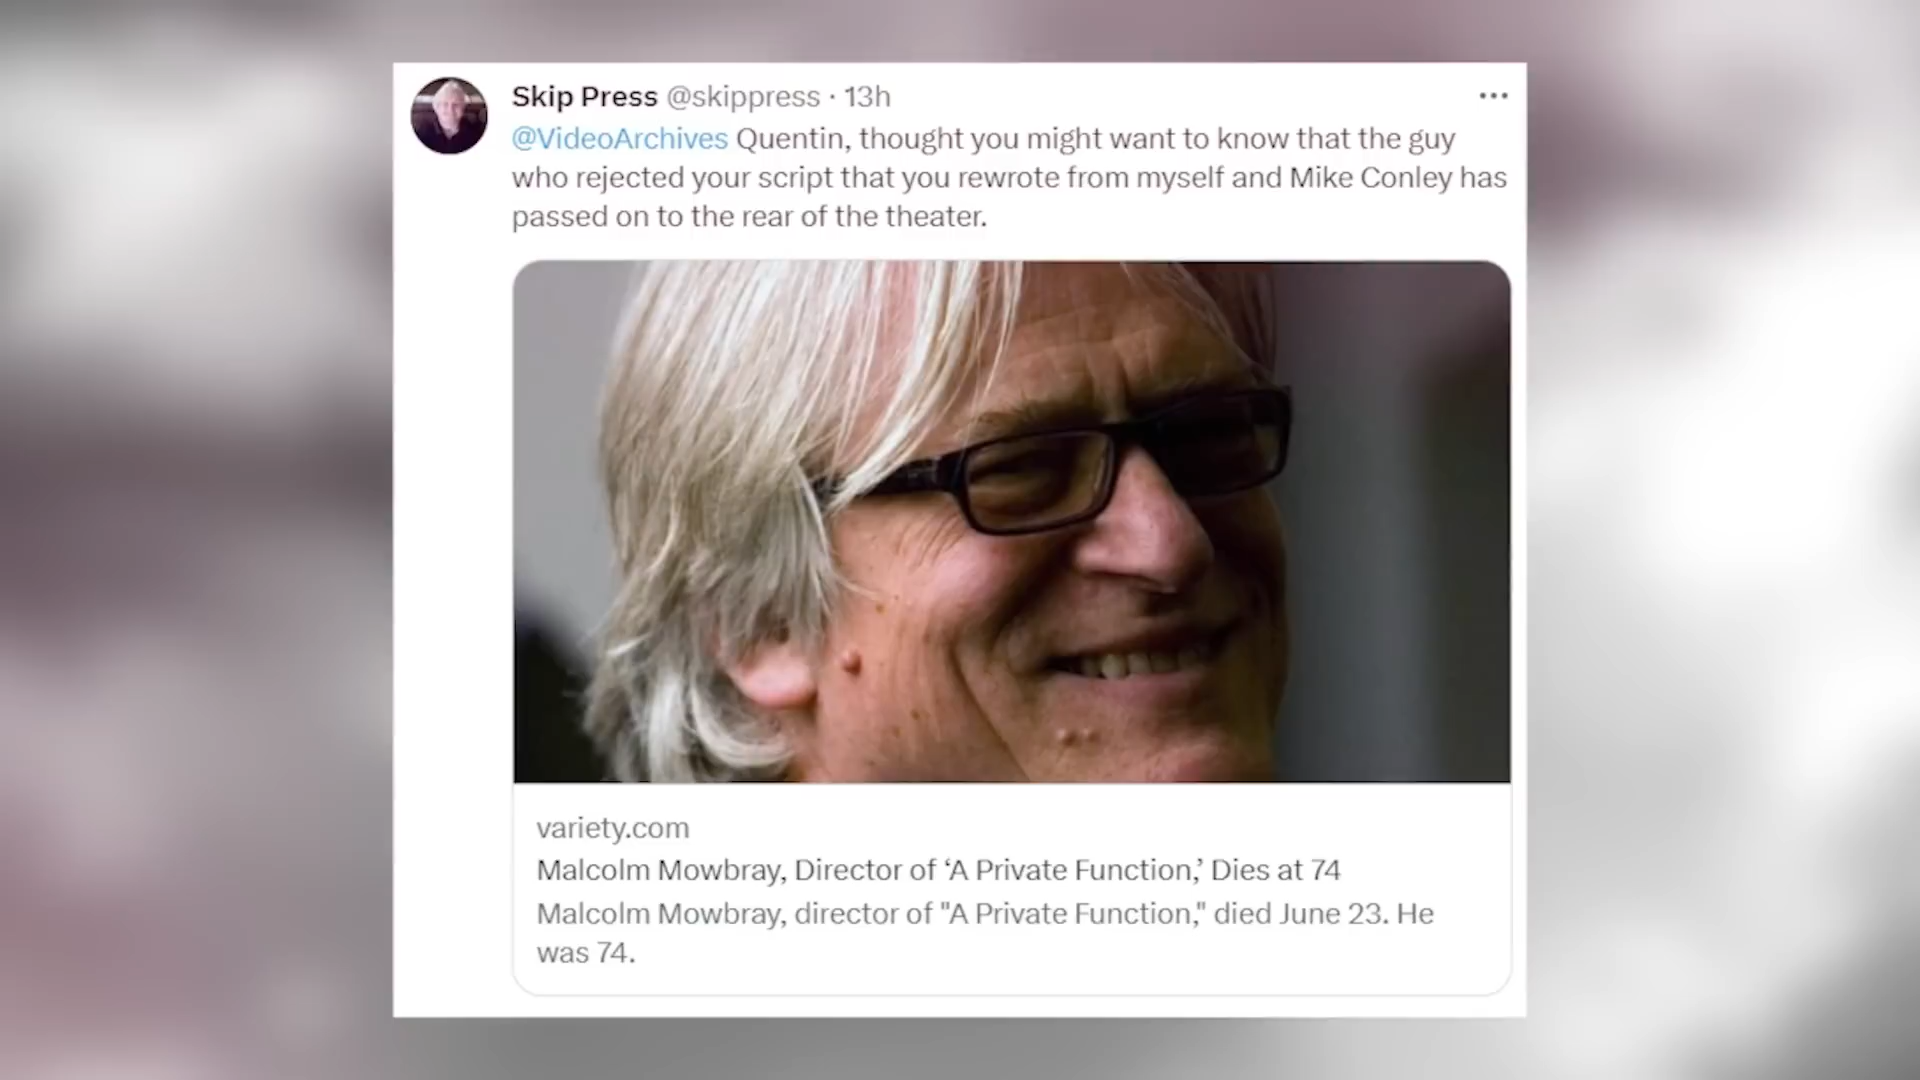 Skip Press @skippress · 13h
@VideoArchives Quentin, thought you might want to know that the guy
who rejected your script that you rewrote from myself and Mike Conley has
passed on to the rear of the theater.
variety.com
Malcolm Mowbray, Director of ‘A Private Function,’ Dies at 74
Malcolm Mowbray, director of "A Private Function," died June 23. He
was 74.